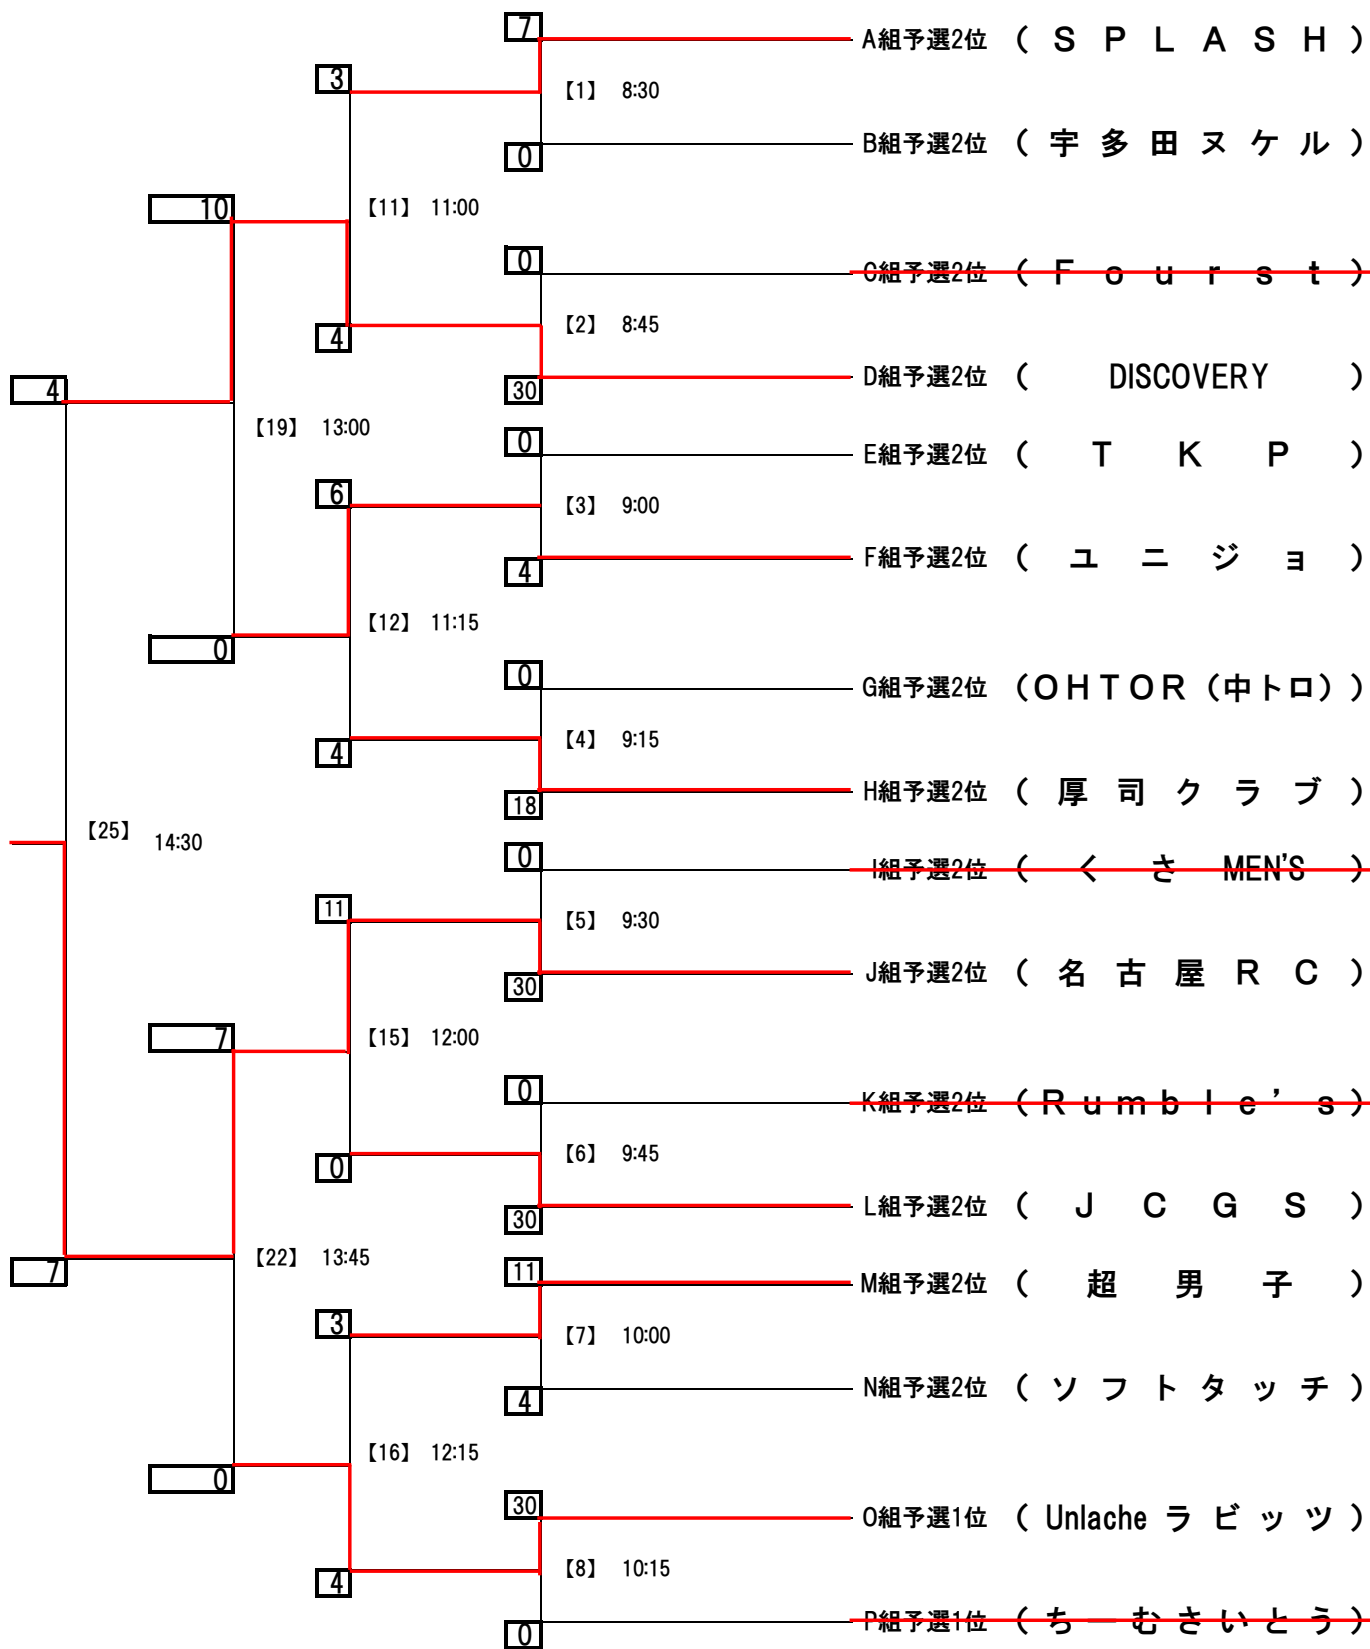 7
A組予選2位 (SPLASH)
3
【1】 8:30
B組予選2位 (宇多田ヌケル)
0
10
【11】 11:00
0
C組予選2位 (Fourst)
【2】 8:45
4
4
30
D組予選2位 (DISCOVERY)
【19】 13:00
0
E組予選2位 (TKP)
6
【3】 9:00
4
F組予選2位 (ユニジョ)
【12】 11:15
0
0
G組予選2位 (OHTOR(中トロ))
4
【4】 9:15
18
H組予選2位 (厚司クラブ)
【25】 14:30
0
I組予選2位 (くさMEN'S)
11
【5】 9:30
30
J組予選2位 (名古屋RC)
7
【15】 12:00
0
K組予選2位 (Rumble's)
0
【6】 9:45
30
L組予選2位 (JCGS)
7
【22】 13:45
11
M組予選2位 (超男子)
3
【7】 10:00
4
N組予選2位 (ソフトタッチ)
【16】 12:15
0
30
O組予選1位 (Unlacheラビッツ)
4
【8】 10:15
0
P組予選1位 (ちーむさいとう)